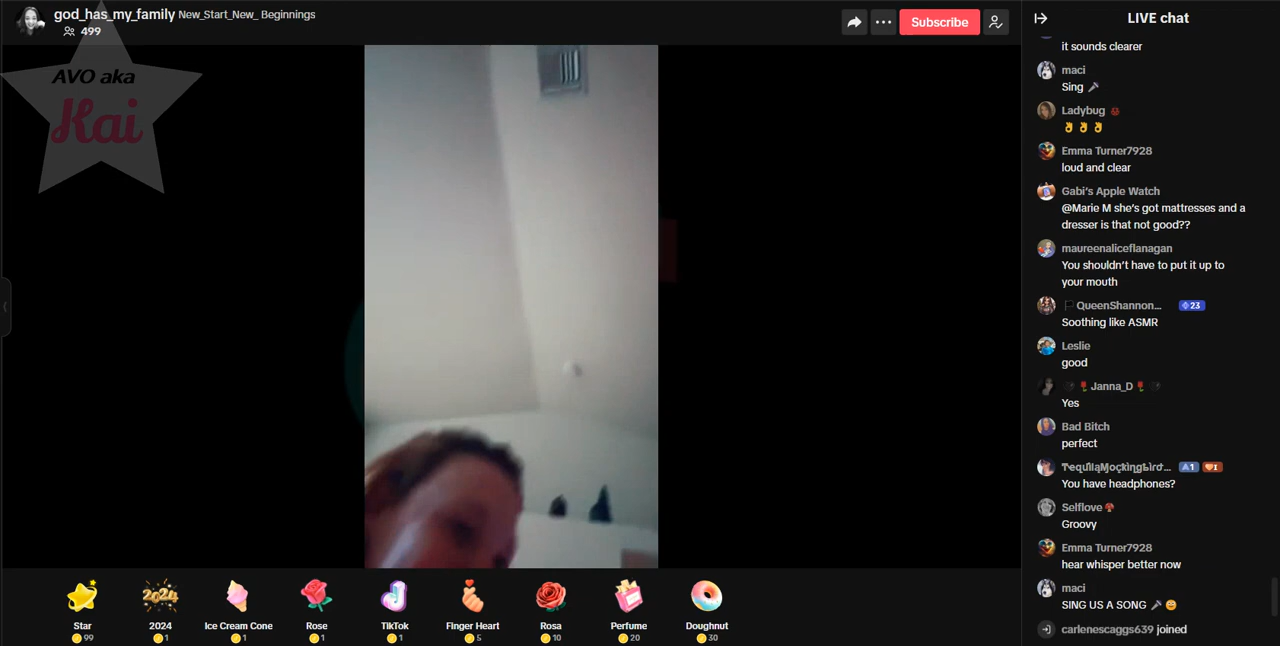 god_has_my_family New_Start_New_ Beginnings
499
Subscribe
LIVE chat
AVO aka
Kai
it sounds clearer
maci
Sing
Ladybug
Emma Turner7928
loud and clear
Gabi's Apple Watch
@Marie M she's got mattresses and a
dresser is that not good??
maureenaliceflanagan
You shouldn't have to put it up to
your mouth
QueenShannon... 23
Soothing like ASMR
Leslie
good
Janna_D
Yes
Bad Bitch
perfect
1 I
You have headphones?
Selflove
Groovy
Emma Turner7928
hear whisper better now
maci
SING US A SONG
carlenescaggs639 joined
2024
Star
99
2024
1
Ice Cream Cone
1
Rose
1
TikTok
1
Finger Heart
5
Rosa
10
Perfume
20
Doughnut
30